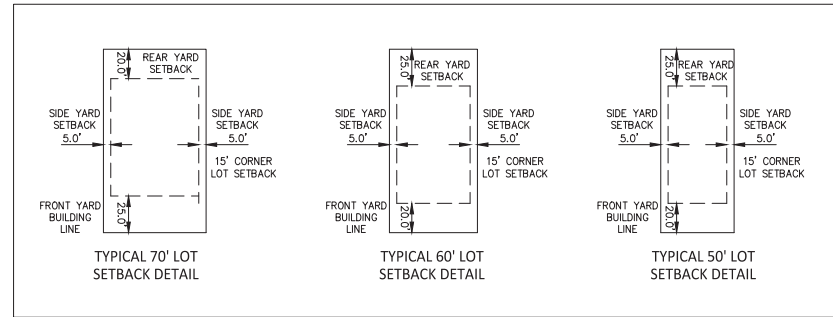 20.0'
REAR YARD
SETBACK
SIDE YARD
SETBACK
5.0'
SIDE YARD
SETBACK
5.0'
15' CORNER
LOT SETBACK
FRONT YARD
BUILDING
LINE
25.0'
TYPICAL 70' LOT
SETBACK DETAIL
25.0'
REAR YARD
SETBACK
SIDE YARD
SETBACK
5.0'
SIDE YARD
SETBACK
5.0'
15' CORNER
LOT SETBACK
FRONT YARD
BUILDING
LINE
20.0'
TYPICAL 60' LOT
SETBACK DETAIL
25.0'
REAR YARD
SETBACK
SIDE YARD
SETBACK
5.0'
SIDE YARD
SETBACK
5.0'
15' CORNER
LOT SETBACK
FRONT YARD
BUILDING
LINE
20.0'
TYPICAL 50' LOT
SETBACK DETAIL